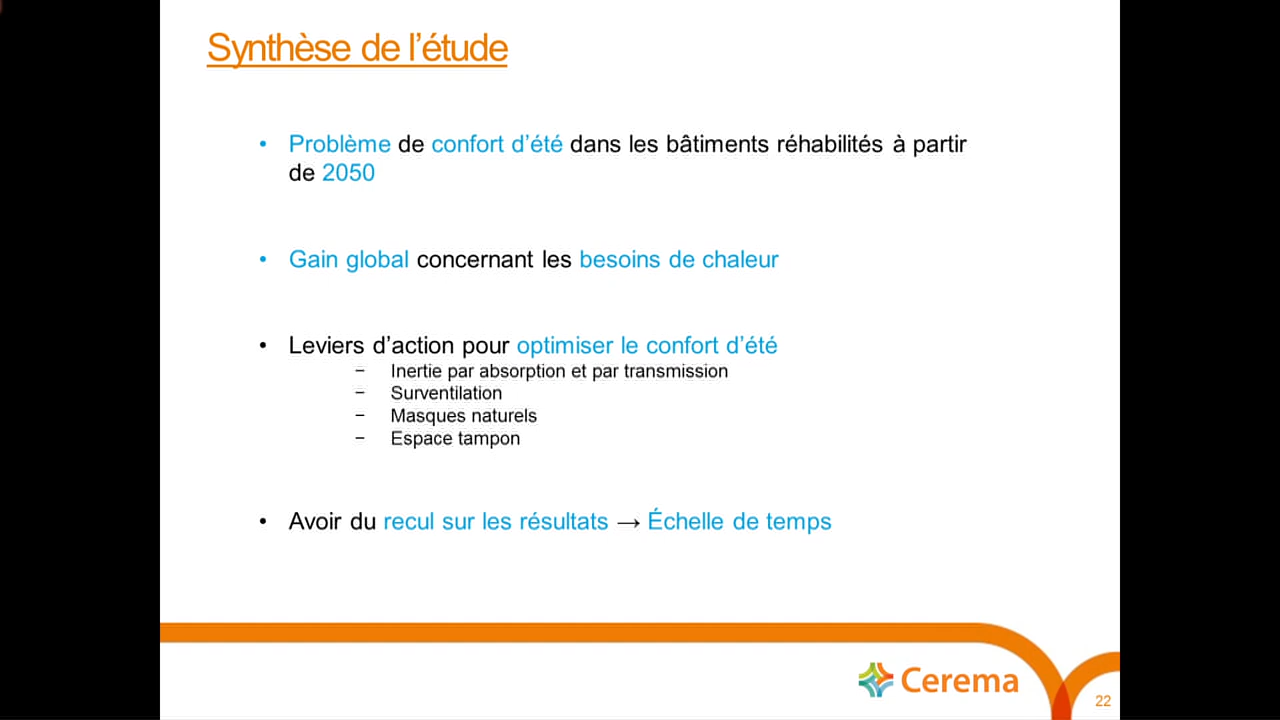 Synthèse de l’étude
• Problème de confort d’été dans les bâtiments réhabilités à partir
de 2050
• Gain global concernant les besoins de chaleur
• Leviers d’action pour optimiser le confort d’été
− Inertie par absorption et par transmission
− Surventilation
− Masques naturels
− Espace tampon
• Avoir du recul sur les résultats → Échelle de temps
Cerema
22